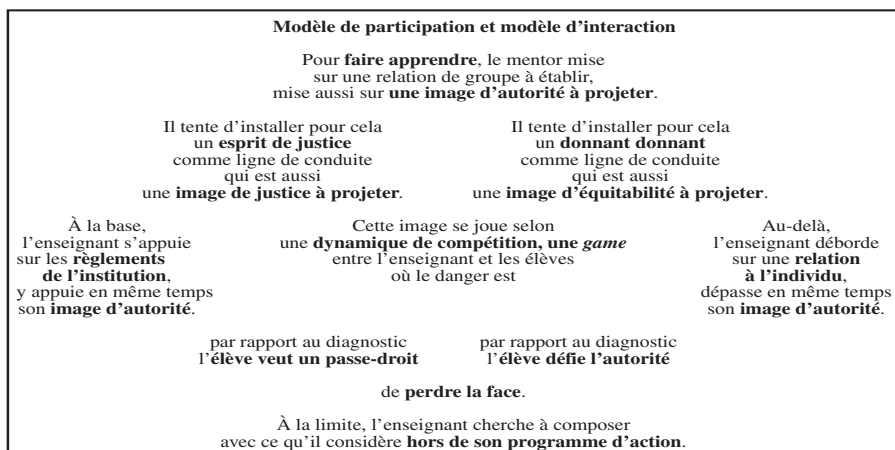 Modèle de participation et modèle d'interaction
Pour faire apprendre, le mentor mise
sur une relation de groupe à établir,
mise aussi sur une image d'autorité à projeter.
Il tente d'installer pour cela
un esprit de justice
comme ligne de conduite
qui est aussi
une image de justice à projeter.
Il tente d'installer pour cela
un donnant donnant
comme ligne de conduite
qui est aussi
une image d'équitabilité à projeter.
À la base,
l'enseignant s'appuie
sur les règlements
de l'institution,
y appuie en même temps
son image d'autorité.
Cette image se joue selon
une dynamique de compétition, une game
entre l'enseignant et les élèves
où le danger est
Au-delà,
l'enseignant déborde
sur une relation
à l'individu,
dépasse en même temps
son image d'autorité.
par rapport au diagnostic
l'élève veut un passe-droit
par rapport au diagnostic
l'élève défie l'autorité
de perdre la face.
À la limite, l'enseignant cherche à composer
avec ce qu'il considère hors de son programme d'action.